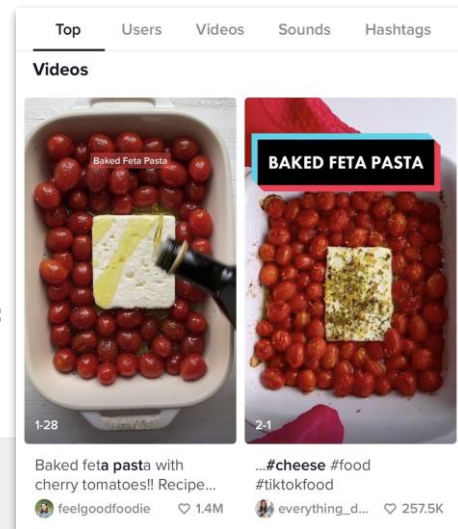 Top Users Videos Sounds Hashtags
Videos
Baked Feta Pasta
1-28
Baked feta pasta with
cherry tomatoes!! Recipe...
feelgoodfoodie 1.4M
BAKED FETA PASTA
2-1
...#cheese #food
#tiktokfood
everything_d... 257.5K